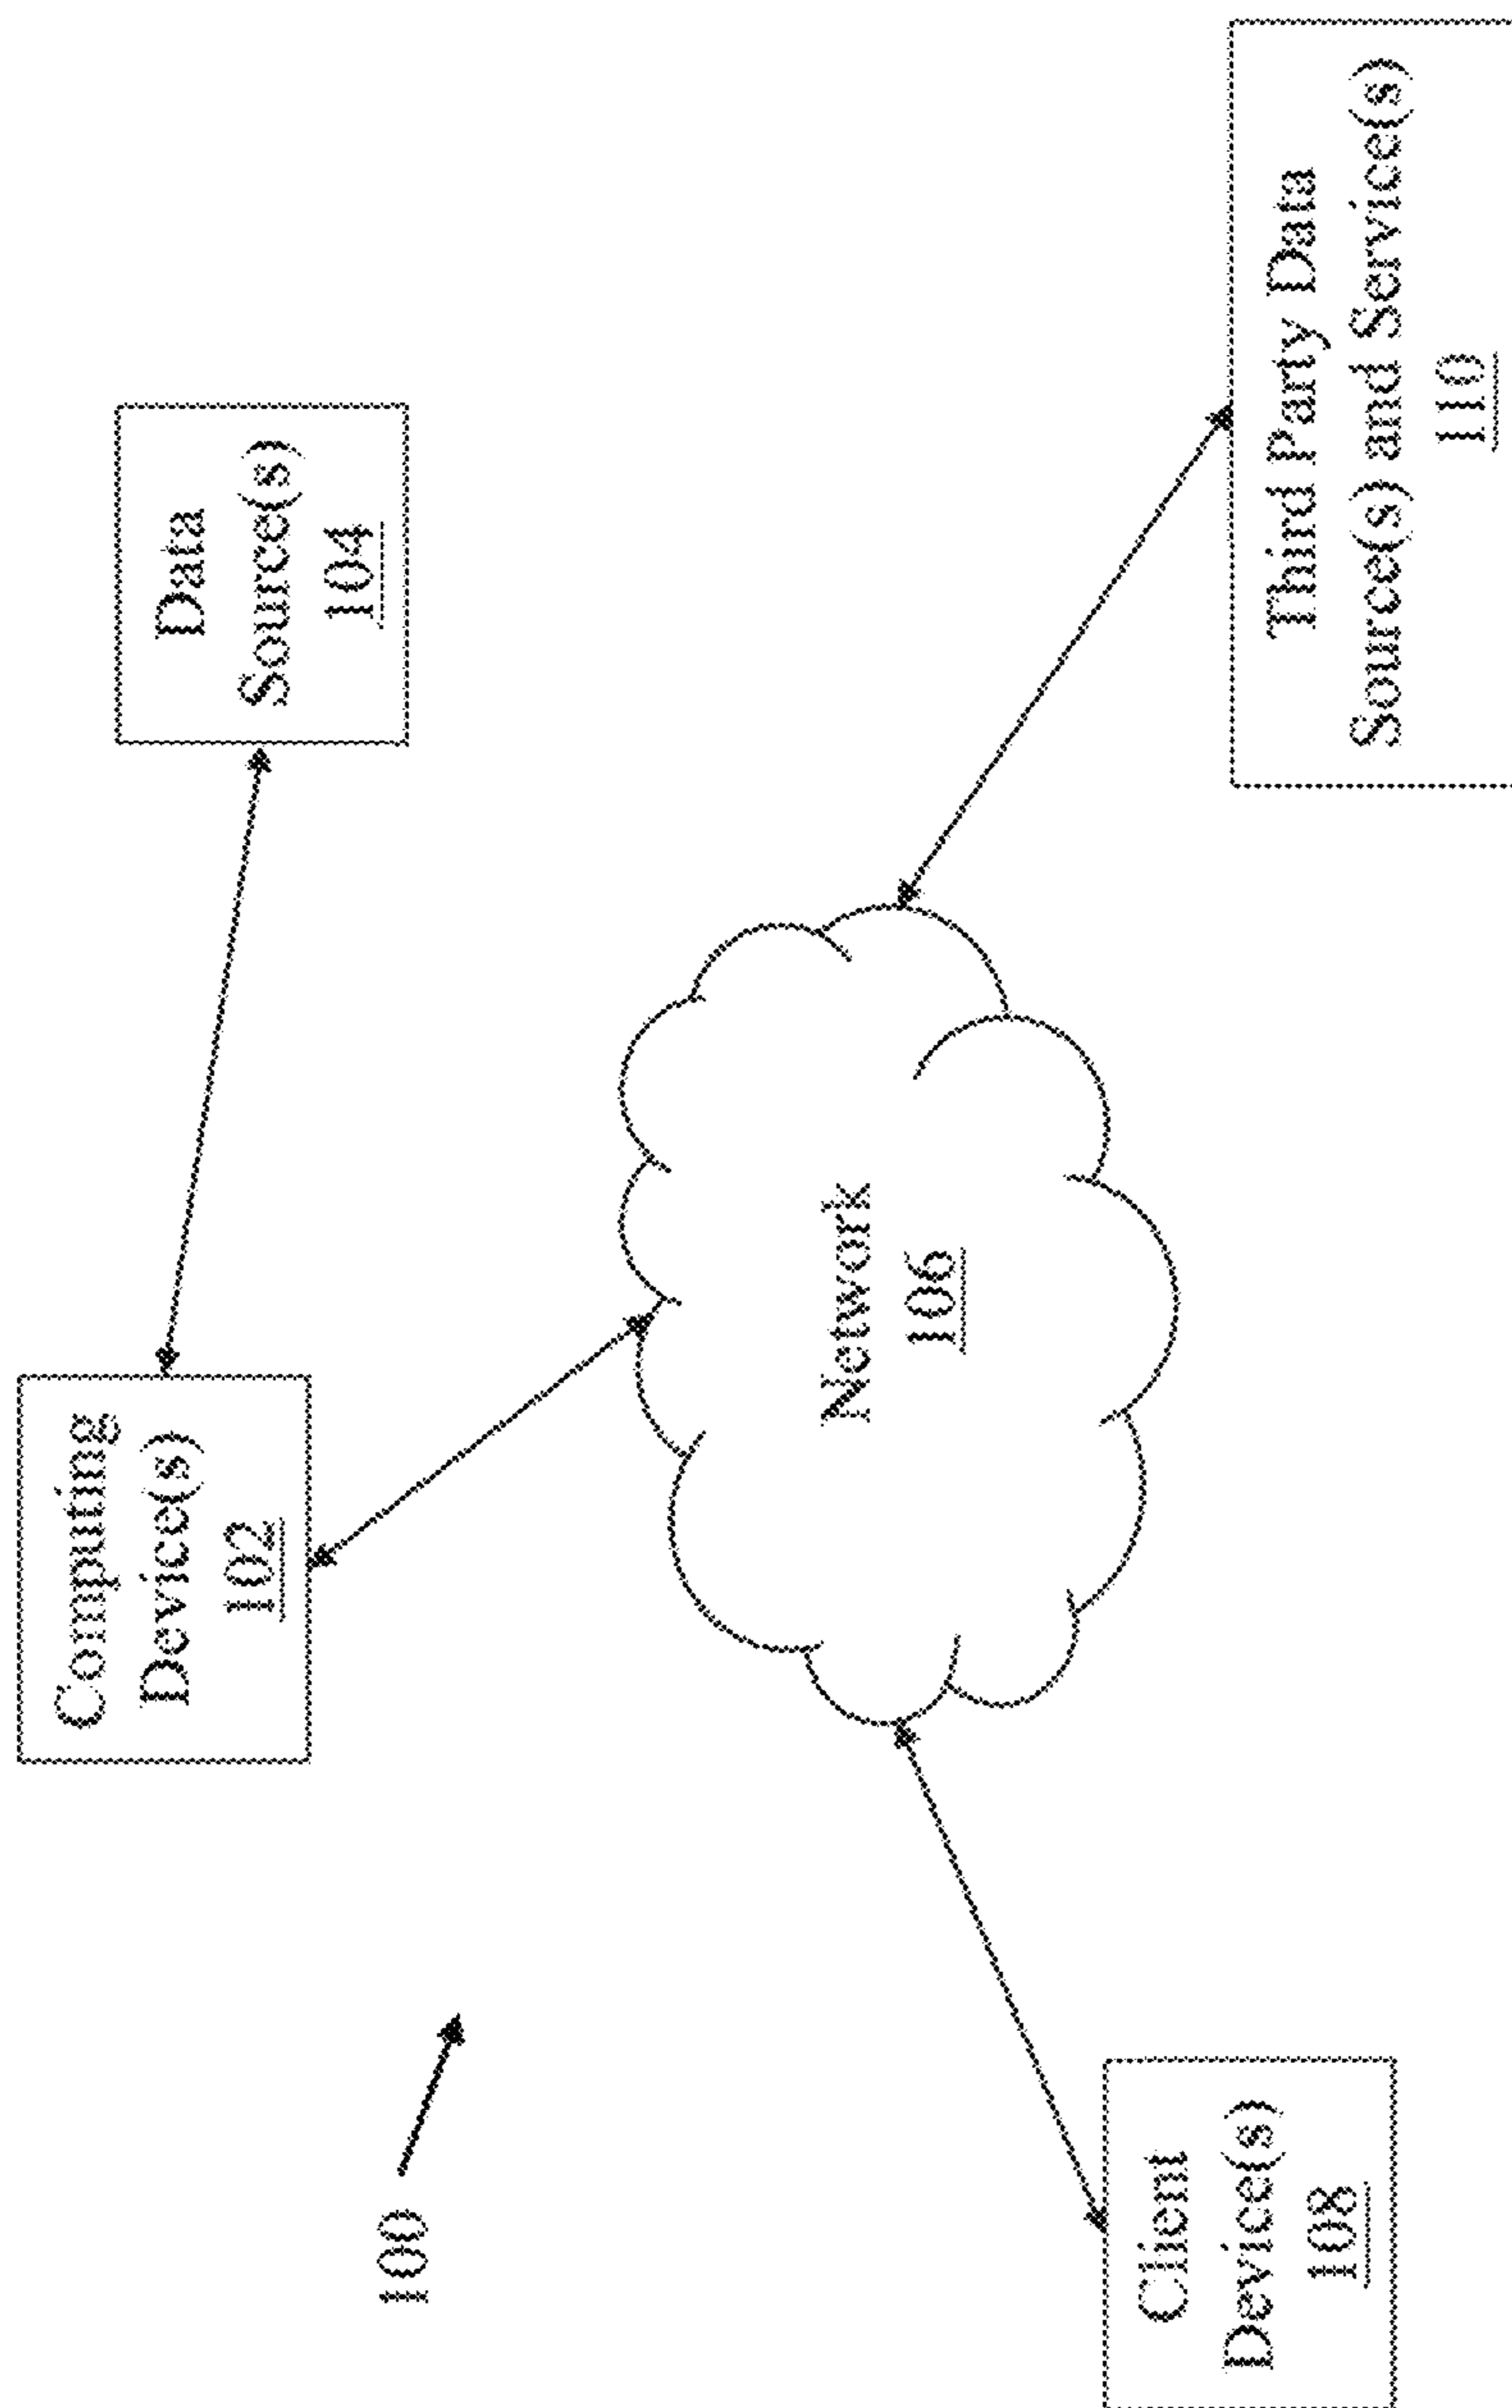 100
Computing
Device(s)
102
Data
Source(s)
104
Network
106
Client
Device(s)
108
Third Party Data
Source(s) and Service(s)
110